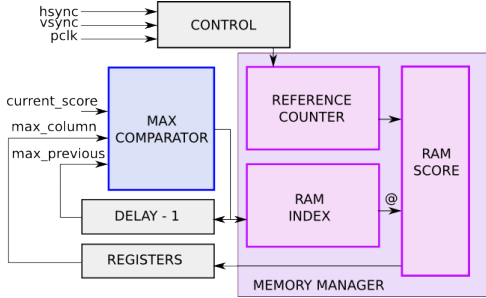 hsync
vsync
pclk
CONTROL
current_score
max_column
max_previous
MAX
COMPARATOR
REFERENCE
COUNTER
RAM
SCORE
RAM
INDEX
@
DELAY - 1
REGISTERS
MEMORY MANAGER